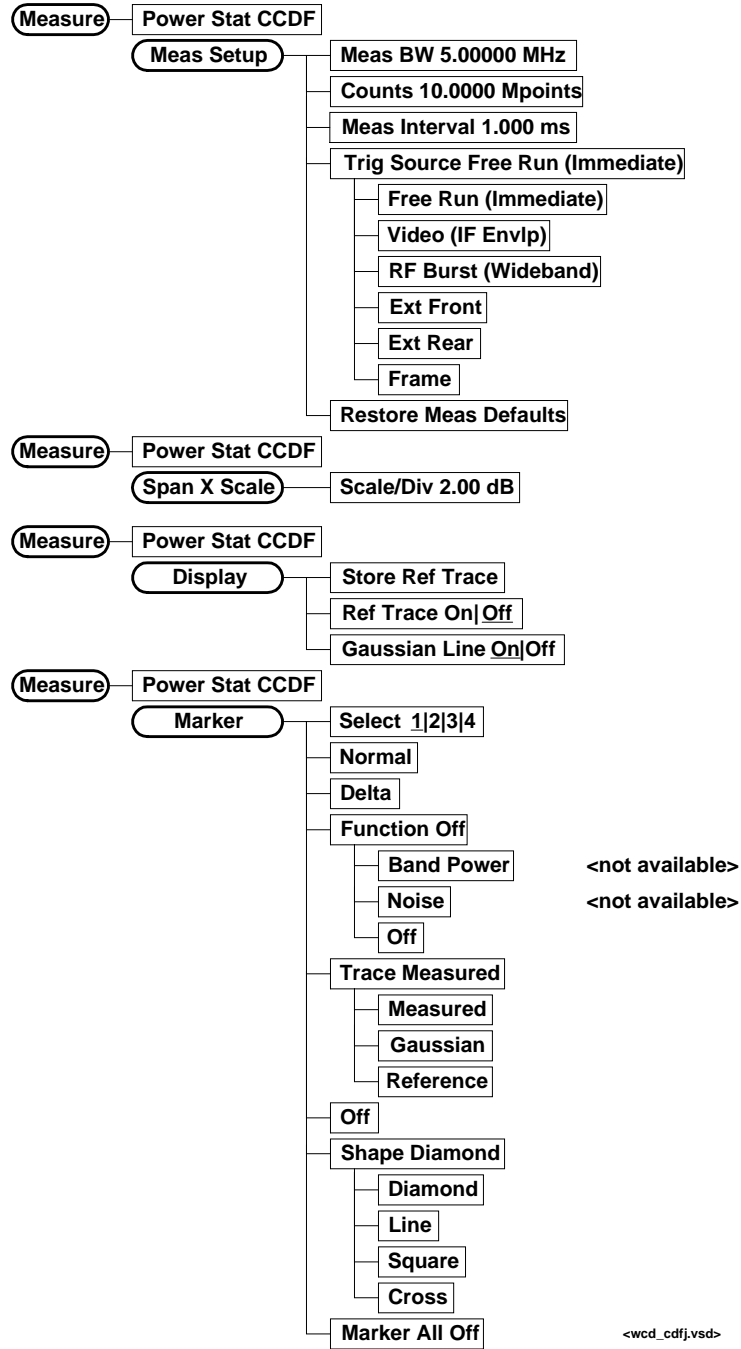 Measure Power Stat CCDF
Meas Setup Meas BW 5.00000 MHz
Counts 10.0000 Mpoints
Meas Interval 1.000 ms
Trig Source Free Run (Immediate)
Free Run (Immediate)
Video (IF Envlp)
RF Burst (Wideband)
Ext Front
Ext Rear
Frame
Restore Meas Defaults
Measure Power Stat CCDF
Span X Scale Scale/Div 2.00 dB
Measure Power Stat CCDF
Display Store Ref Trace
Ref Trace On|Off
Gaussian Line On|Off
Measure Power Stat CCDF
Marker Select 1|2|3|4
Normal
Delta
Function Off
Band Power <not available>
Noise <not available>
Off
Trace Measured
Measured
Gaussian
Reference
Off
Shape Diamond
Diamond
Line
Square
Cross
Marker All Off <wcd_cdfj.vsd>